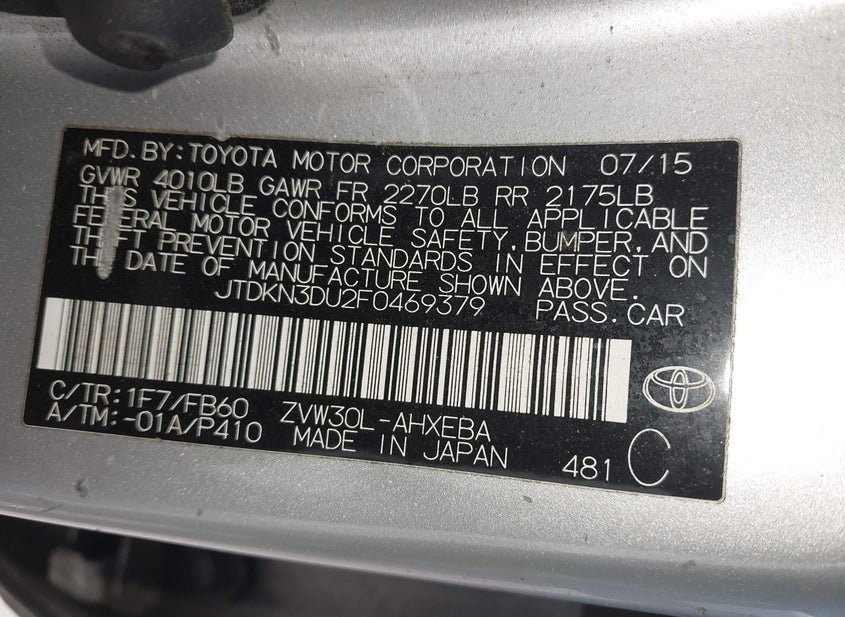 MFD. BY: TOYOTA MOTOR CORPORATION 07/15
GVWR 4010LB GAWR FR 2270LB RR 2175LB
THIS VEHICLE CONFORMS TO ALL APPLICABLE
FEDERAL MOTOR VEHICLE SAFETY, BUMPER, AND
THEFT PREVENTION STANDARDS IN EFFECT ON
THE DATE OF MANUFACTURE SHOWN ABOVE.
JTDKN3DU2F0469379 PASS. CAR
C/TR: 1F7/FB60 ZVW30L-AHXEBA
A/TM: -01A/P410 MADE IN JAPAN 481 C